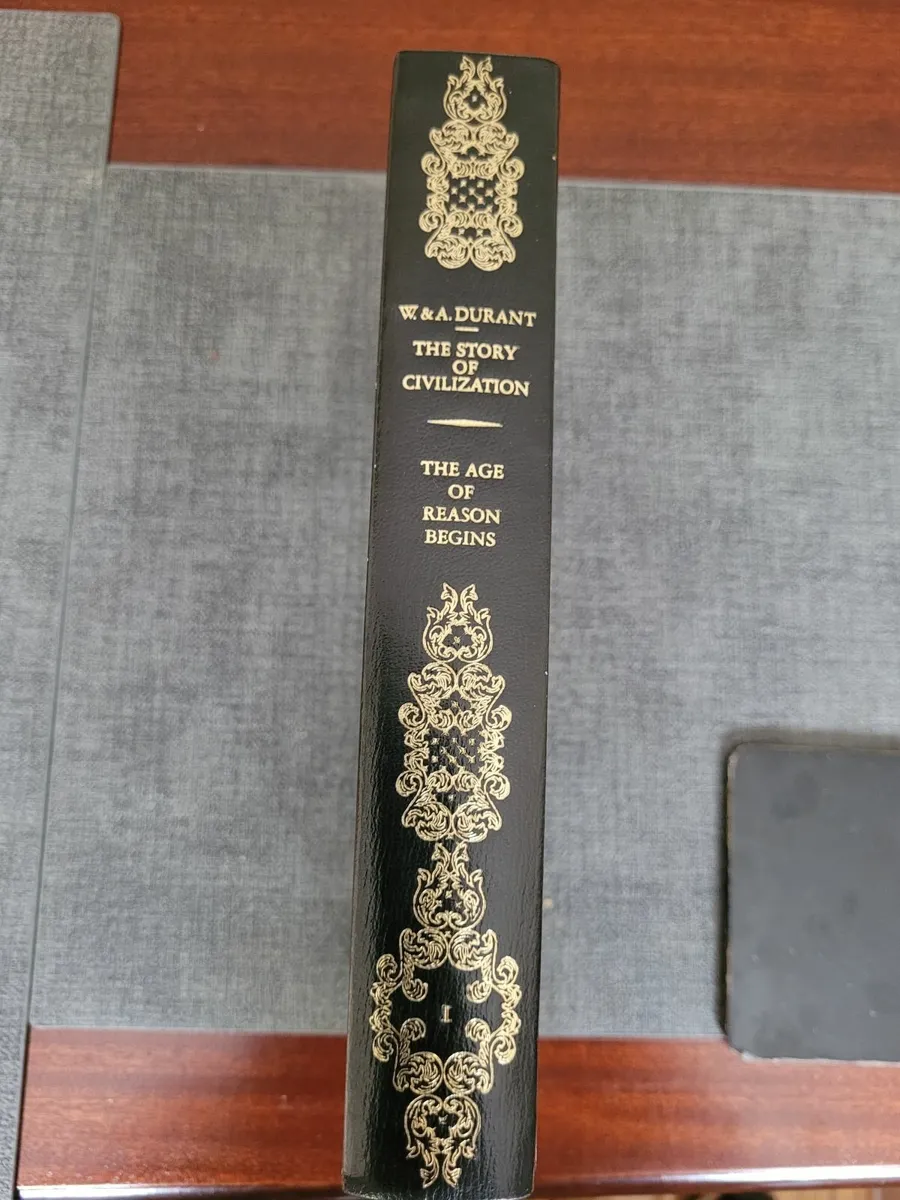 W. & A. DURANT
THE STORY
OF
CIVILIZATION
THE AGE
OF
REASON
BEGINS
I